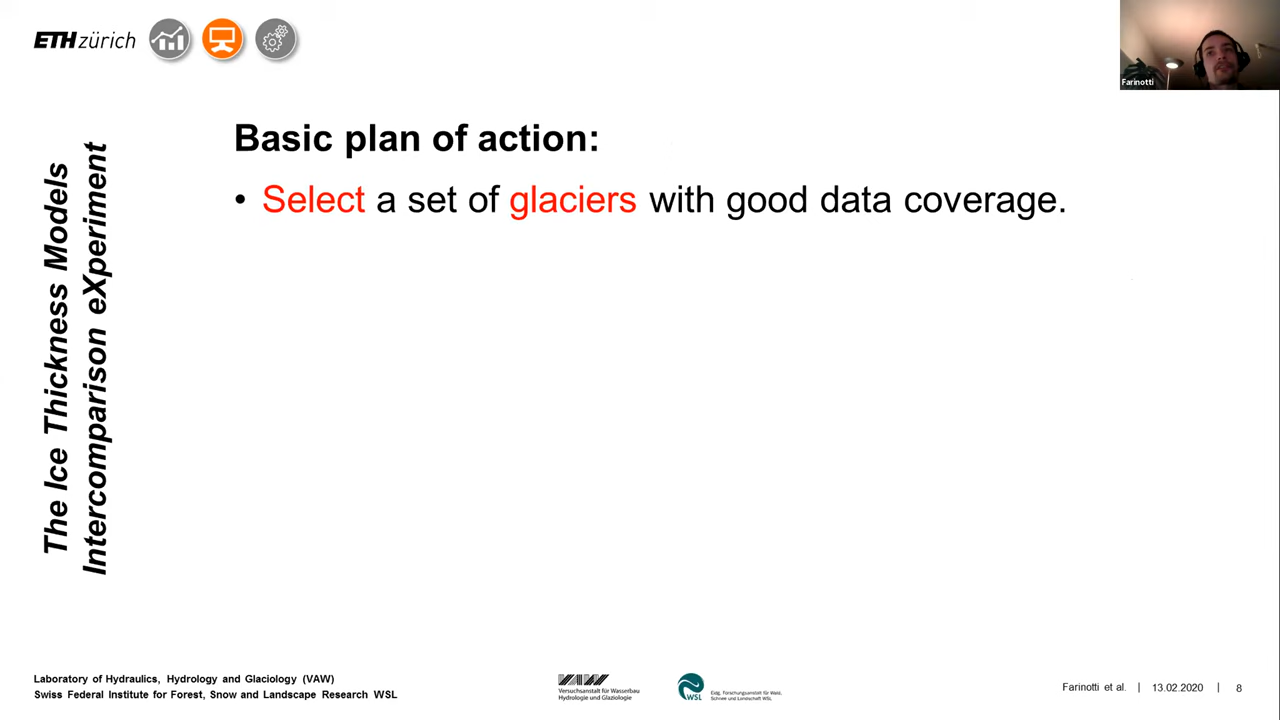 ETH zürich
Farinotti
The Ice Thickness Models
Intercomparison eXperiment
Basic plan of action:
• Select a set of glaciers with good data coverage.
Laboratory of Hydraulics, Hydrology and Glaciology (VAW)
Swiss Federal Institute for Forest, Snow and Landscape Research WSL
VAW
Versuchsanstalt für Wasserbau
Hydrologie und Glaziologie
WSL
Eidg. Forschungsanstalt für Wald,
Schnee und Landschaft WSL
Farinotti et al. | 13.02.2020 | 8